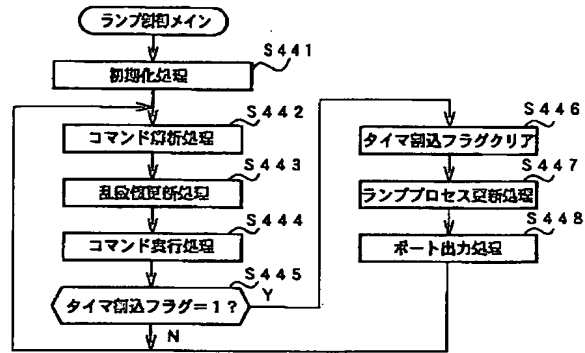 ランプ制御メイン
S441
初期化処理
S442
コマンド解析処理
S443
乱数値更新処理
S444
コマンド実行処理
S445
タイマ割込フラグ=1?
Y
N
S446
タイマ割込フラグクリア
S447
ランププロセス更新処理
S448
ポート出力処理